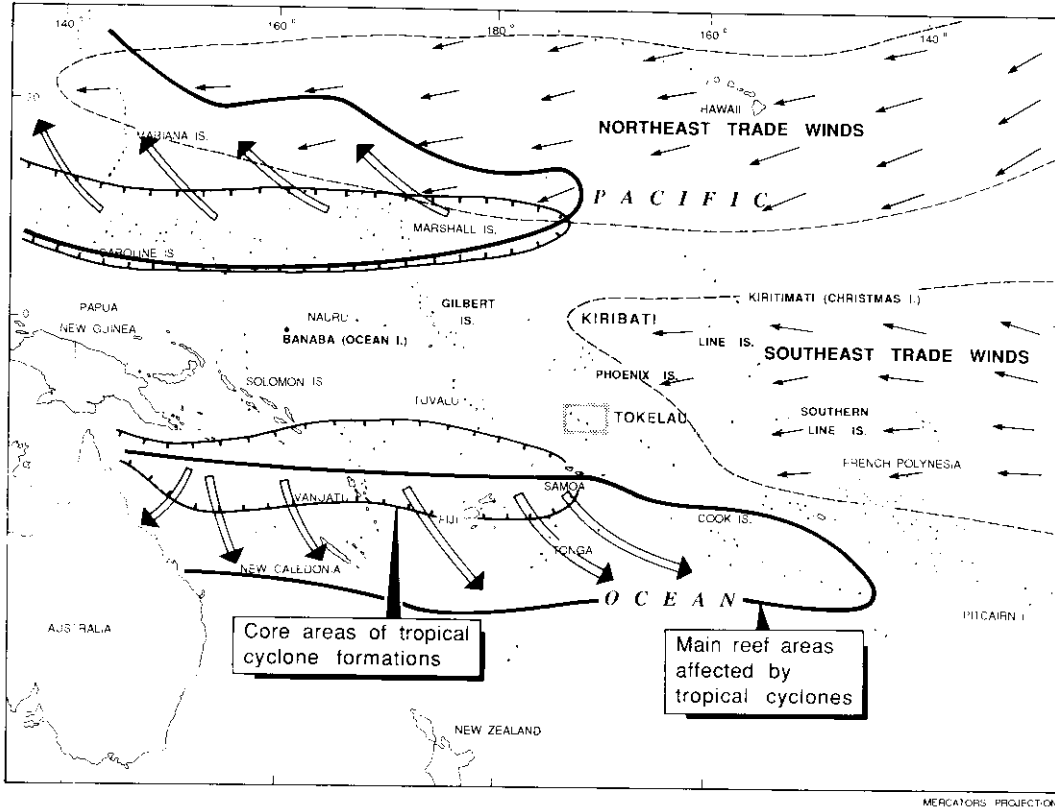 140
160
180
160
140
20
HAWAII
NORTHEAST TRADE WINDS
MARIANA IS.
PACIFIC
MARSHALL IS.
CAROLINE IS
PAPUA
NEW GUINEA
0
NAURU
BANABA (OCEAN I.)
GILBERT
IS.
KIRIBATI
KIRITIMATI (CHRISTMAS I.)
LINE IS.
SOUTHEAST TRADE WINDS
PHOENIX IS.
SOLOMON IS
TUVALU
TOKELAU
SOUTHERN
LINE IS.
FRENCH POLYNESIA
SAMOA
VANUATU
FIJI
COOK IS.
TONGA
NEW CALEDONIA
OCEAN
PITCAIRN I.
AUSTRALIA
Core areas of tropical
cyclone formations
Main reef areas
affected by
tropical cyclones
NEW ZEALAND
MERCATORS PROJECTION